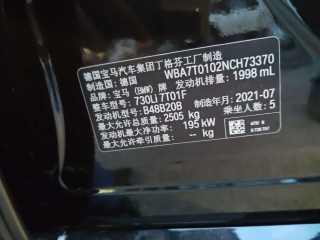 德国宝马汽车集团丁格芬工厂制造
制造国：德国 WBA7T0102NCH73370
品牌：宝马 (BMW) 牌 发动机排量：1998 mL
整车型号：730Li 7T01F
发动机型号：B48B20B 制造年月：2021-07
最大允许总质量：2505 kg 乘坐人数：5
发动机最大净功率：195 kW
最大允许牵引质量：/ kg